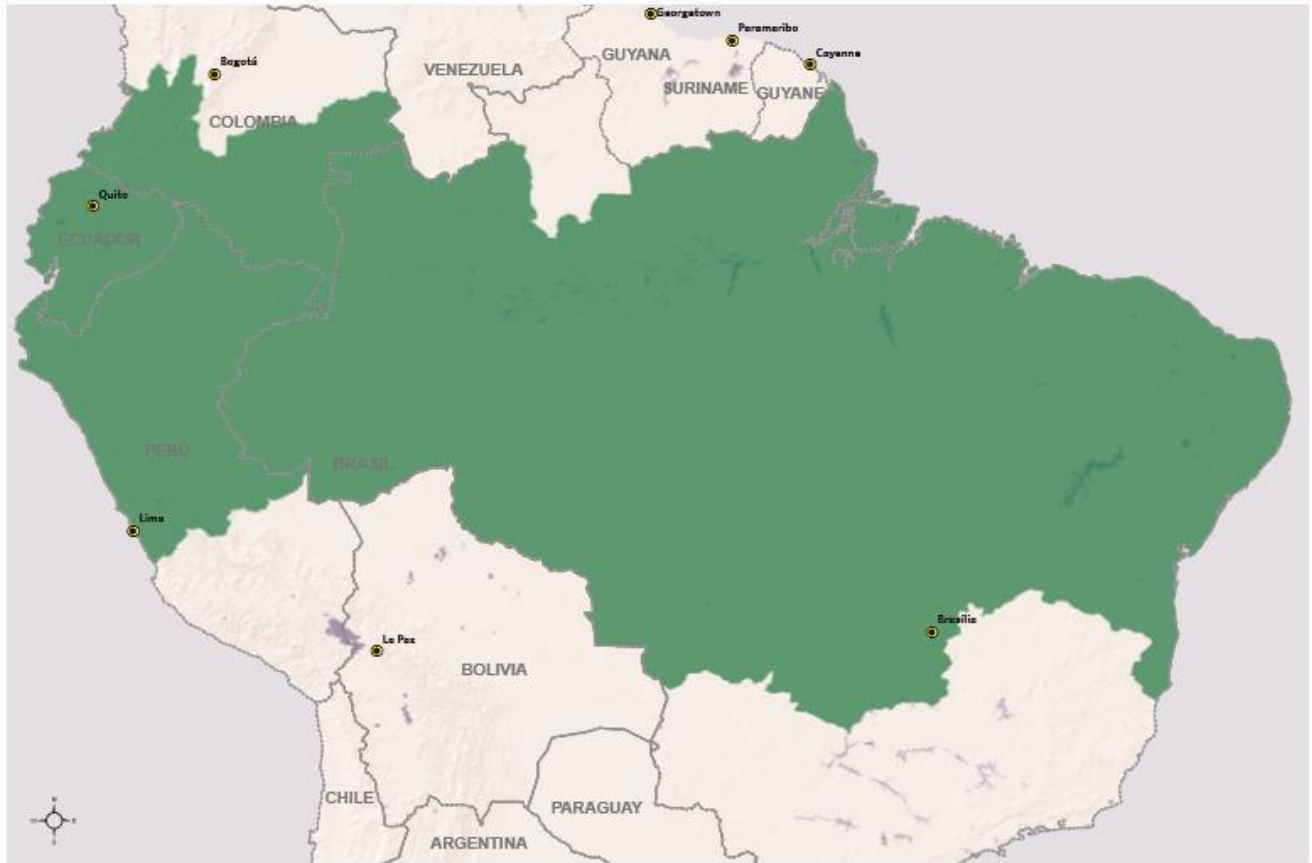 Georgetown
Paramaribo
GUYANA
Cayenne
Bogotá
VENEZUELA
SURINAME
GUYANE
COLOMBIA
Quito
ECUADOR
PERÚ
BRASIL
Lima
Brasilia
La Paz
BOLIVIA
CHILE
PARAGUAY
ARGENTINA